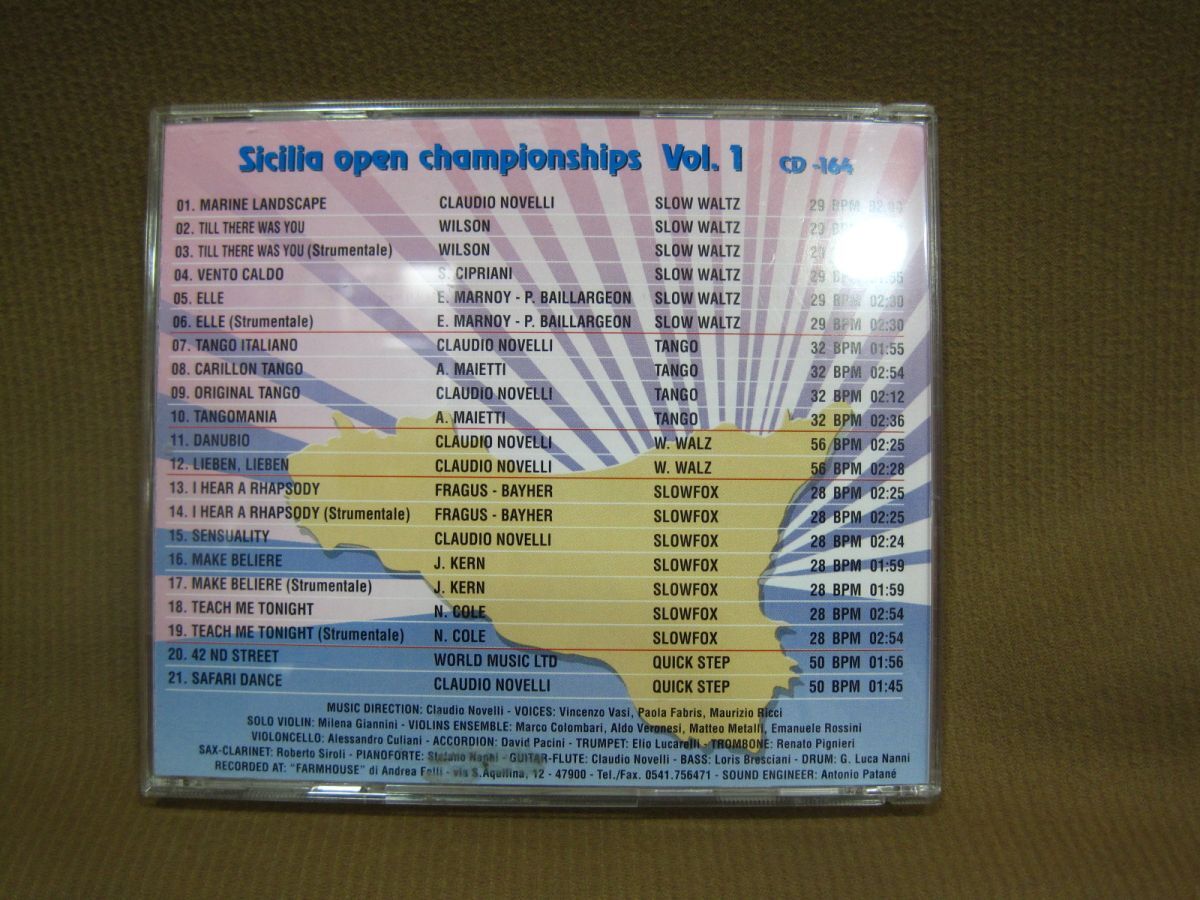 Sicilia open championships Vol. 1 CD -164
01. MARINE LANDSCAPE CLAUDIO NOVELLI SLOW WALTZ 29 BPM
02. TILL THERE WAS YOU WILSON SLOW WALTZ 29
03. TILL THERE WAS YOU (Strumentale) WILSON SLOW WALTZ
04. VENTO CALDO S. CIPRIANI SLOW WALTZ 29 BPM
05. ELLE E. MARNOY - P. BAILLARGEON SLOW WALTZ 29 BPM 02:30
06. ELLE (Strumentale) E. MARNOY - P. BAILLARGEON SLOW WALTZ 29 BPM 02:30
07. TANGO ITALIANO CLAUDIO NOVELLI TANGO 32 BPM 01:55
08. CARILLON TANGO A. MAIETTI TANGO 32 BPM 02:54
09. ORIGINAL TANGO CLAUDIO NOVELLI TANGO 32 BPM 02:12
10. TANGOMANIA A. MAIETTI TANGO 32 BPM 02:36
11. DANUBIO CLAUDIO NOVELLI W. WALZ 56 BPM 02:25
12. LIEBEN, LIEBEN CLAUDIO NOVELLI W. WALZ 56 BPM 02:28
13. I HEAR A RHAPSODY FRAGUS - BAYHER SLOWFOX 28 BPM 02:25
14. I HEAR A RHAPSODY (Strumentale) FRAGUS - BAYHER SLOWFOX 28 BPM 02:25
15. SENSUALITY CLAUDIO NOVELLI SLOWFOX 28 BPM 02:24
16. MAKE BELIERE J. KERN SLOWFOX 28 BPM 01:59
17. MAKE BELIERE (Strumentale) J. KERN SLOWFOX 28 BPM 01:59
18. TEACH ME TONIGHT N. COLE SLOWFOX 28 BPM 02:54
19. TEACH ME TONIGHT (Strumentale) N. COLE SLOWFOX 28 BPM 02:54
20. 42 ND STREET WORLD MUSIC LTD QUICK STEP 50 BPM 01:56
21. SAFARI DANCE CLAUDIO NOVELLI QUICK STEP 50 BPM 01:45
MUSIC DIRECTION: Claudio Novelli - VOICES: Vincenzo Vasi, Paola Fabris, Maurizio Ricci
SOLO VIOLIN: Milena Giannini - VIOLINS ENSEMBLE: Marco Colombari, Aldo Veronesi, Matteo Metalli, Emanuele Rossini
VIOLONCELLO: Alessandro Culiani - ACCORDION: David Pacini - TRUMPET: Elio Lucarelli - TROMBONE: Renato Pignieri
SAX-CLARINET: Roberto Siroli - PIANOFORTE: Stefano Nanni - GUITAR-FLUTE: Claudio Novelli - BASS: Loris Bresciani - DRUM: G. Luca Nanni
RECORDED AT: "FARMHOUSE" di Andrea Felli - via S.Aquilina, 12 - 47900 - Tel./Fax. 0541.756471 - SOUND ENGINEER: Antonio Patané